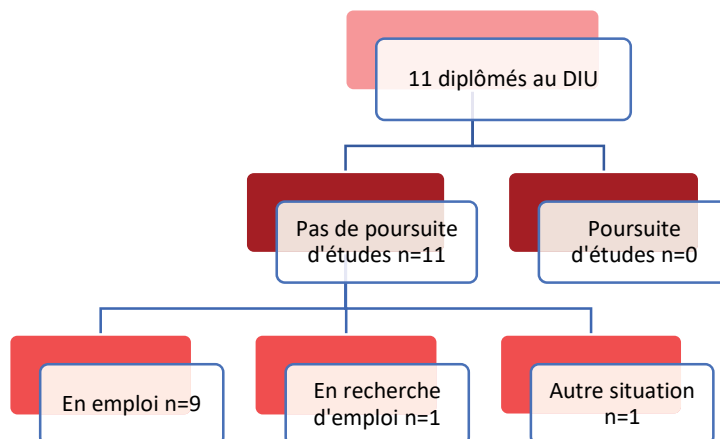 11 diplômés au DIU
Pas de poursuite
d'études n=11
Poursuite
d'études n=0
En emploi n=9
En recherche
d'emploi n=1
Autre situation
n=1